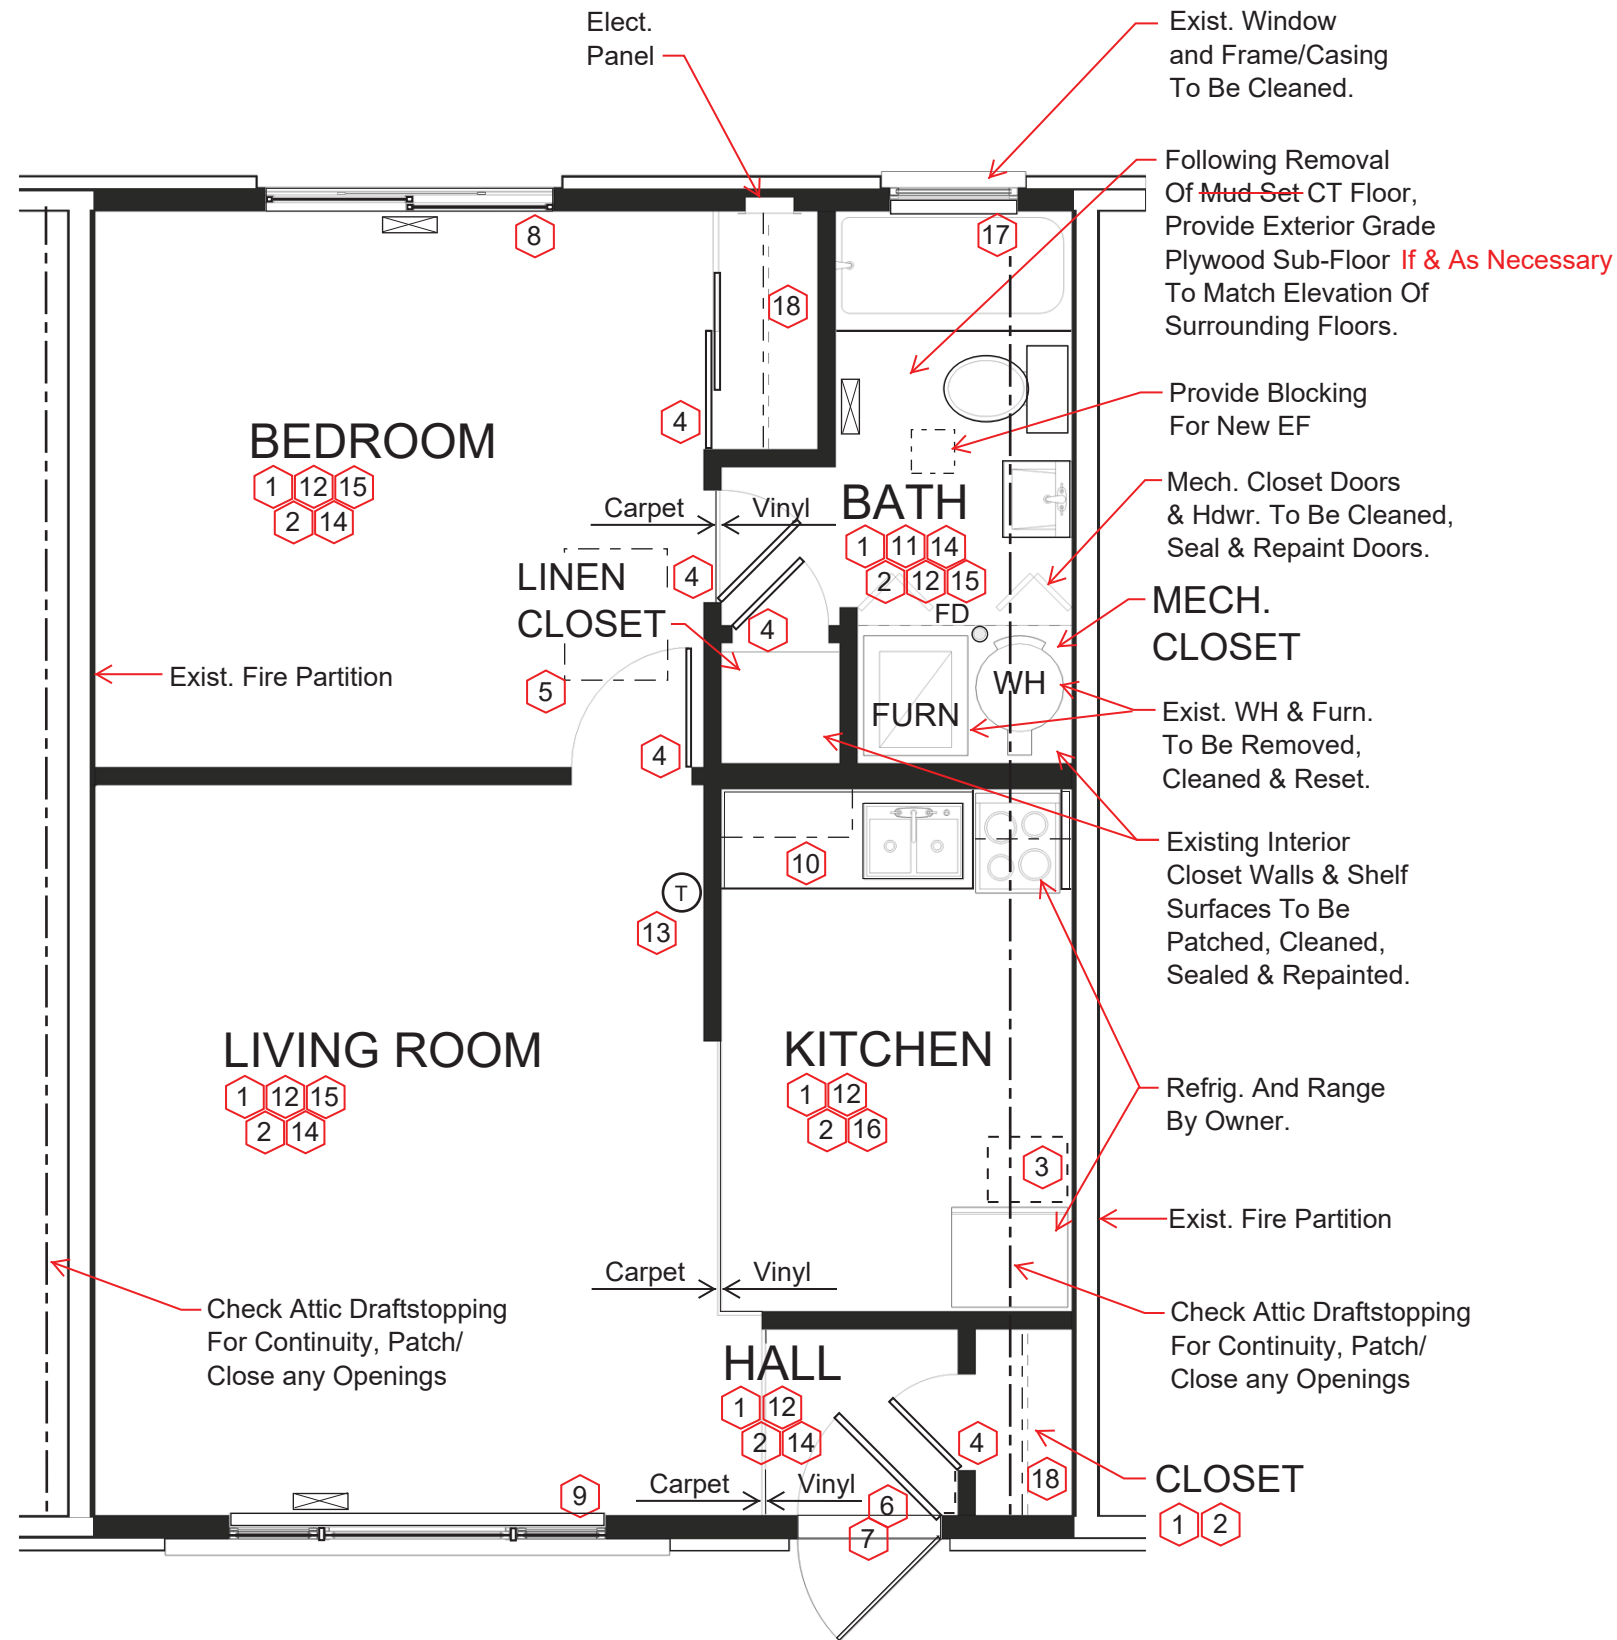 Elect.
Panel
Exist. Window
and Frame/Casing
To Be Cleaned.
Following Removal
Of Mud Set CT Floor,
Provide Exterior Grade
Plywood Sub-Floor If & As Necessary
To Match Elevation Of
Surrounding Floors.
8
17
18
Provide Blocking
For New EF
4
BEDROOM
1 12 15
2 14
Mech. Closet Doors
& Hdwr. To Be Cleaned,
Seal & Repaint Doors.
Carpet
Vinyl
BATH
1 11 14
2 12 15
LINEN
CLOSET
4
4
FD
MECH.
CLOSET
Exist. Fire Partition
5
WH
FURN
Exist. WH & Furn.
To Be Removed,
Cleaned & Reset.
4
10
Existing Interior
Closet Walls & Shelf
Surfaces To Be
Patched, Cleaned,
Sealed & Repainted.
T
13
LIVING ROOM
1 12 15
2 14
KITCHEN
1 12
2 16
Refrig. And Range
By Owner.
3
Exist. Fire Partition
Carpet
Vinyl
Check Attic Draftstopping
For Continuity, Patch/
Close any Openings
Check Attic Draftstopping
For Continuity, Patch/
Close any Openings
HALL
1 12
2 14
4
18
CLOSET
1 2
9
Carpet
Vinyl
6
7